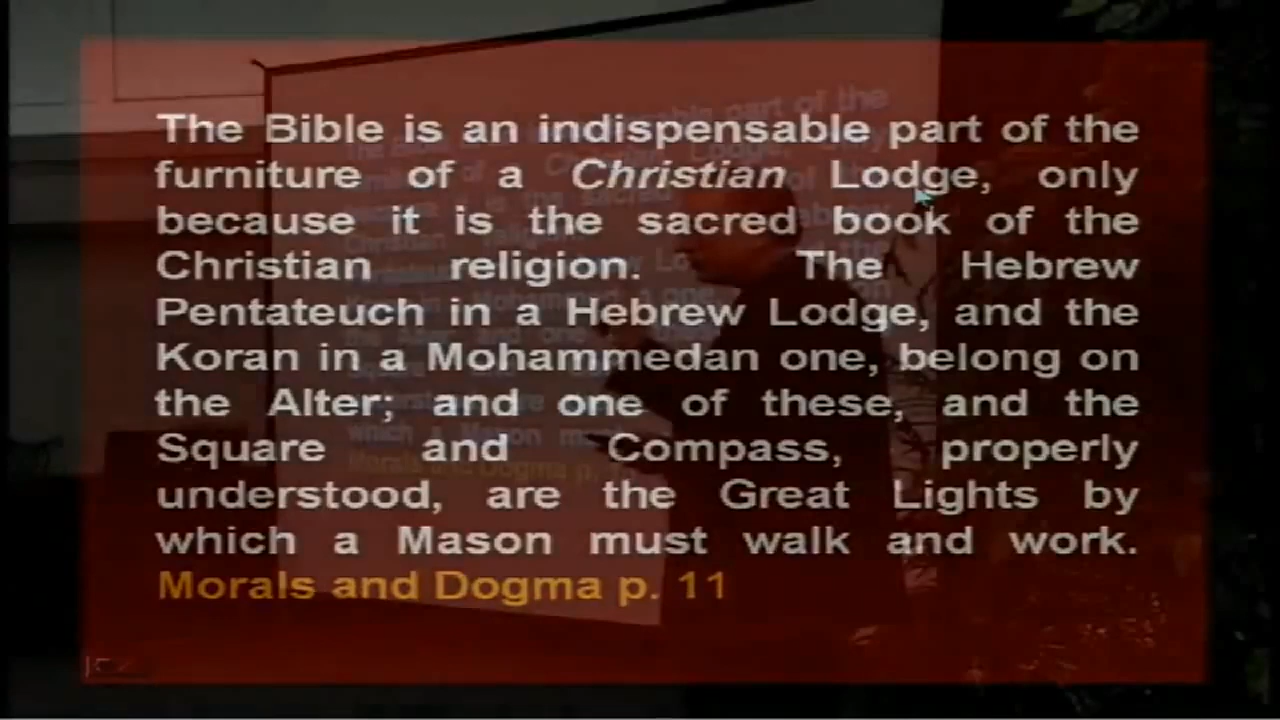 The Bible is an indispensable part of the
furniture of a Christian Lodge, only
because it is the sacred book of the
Christian religion. The Hebrew
Pentateuch in a Hebrew Lodge, and the
Koran in a Mohammedan one, belong on
the Alter; and one of these, and the
Square and Compass, properly
understood, are the Great Lights by
which a Mason must walk and work.
Morals and Dogma p. 11